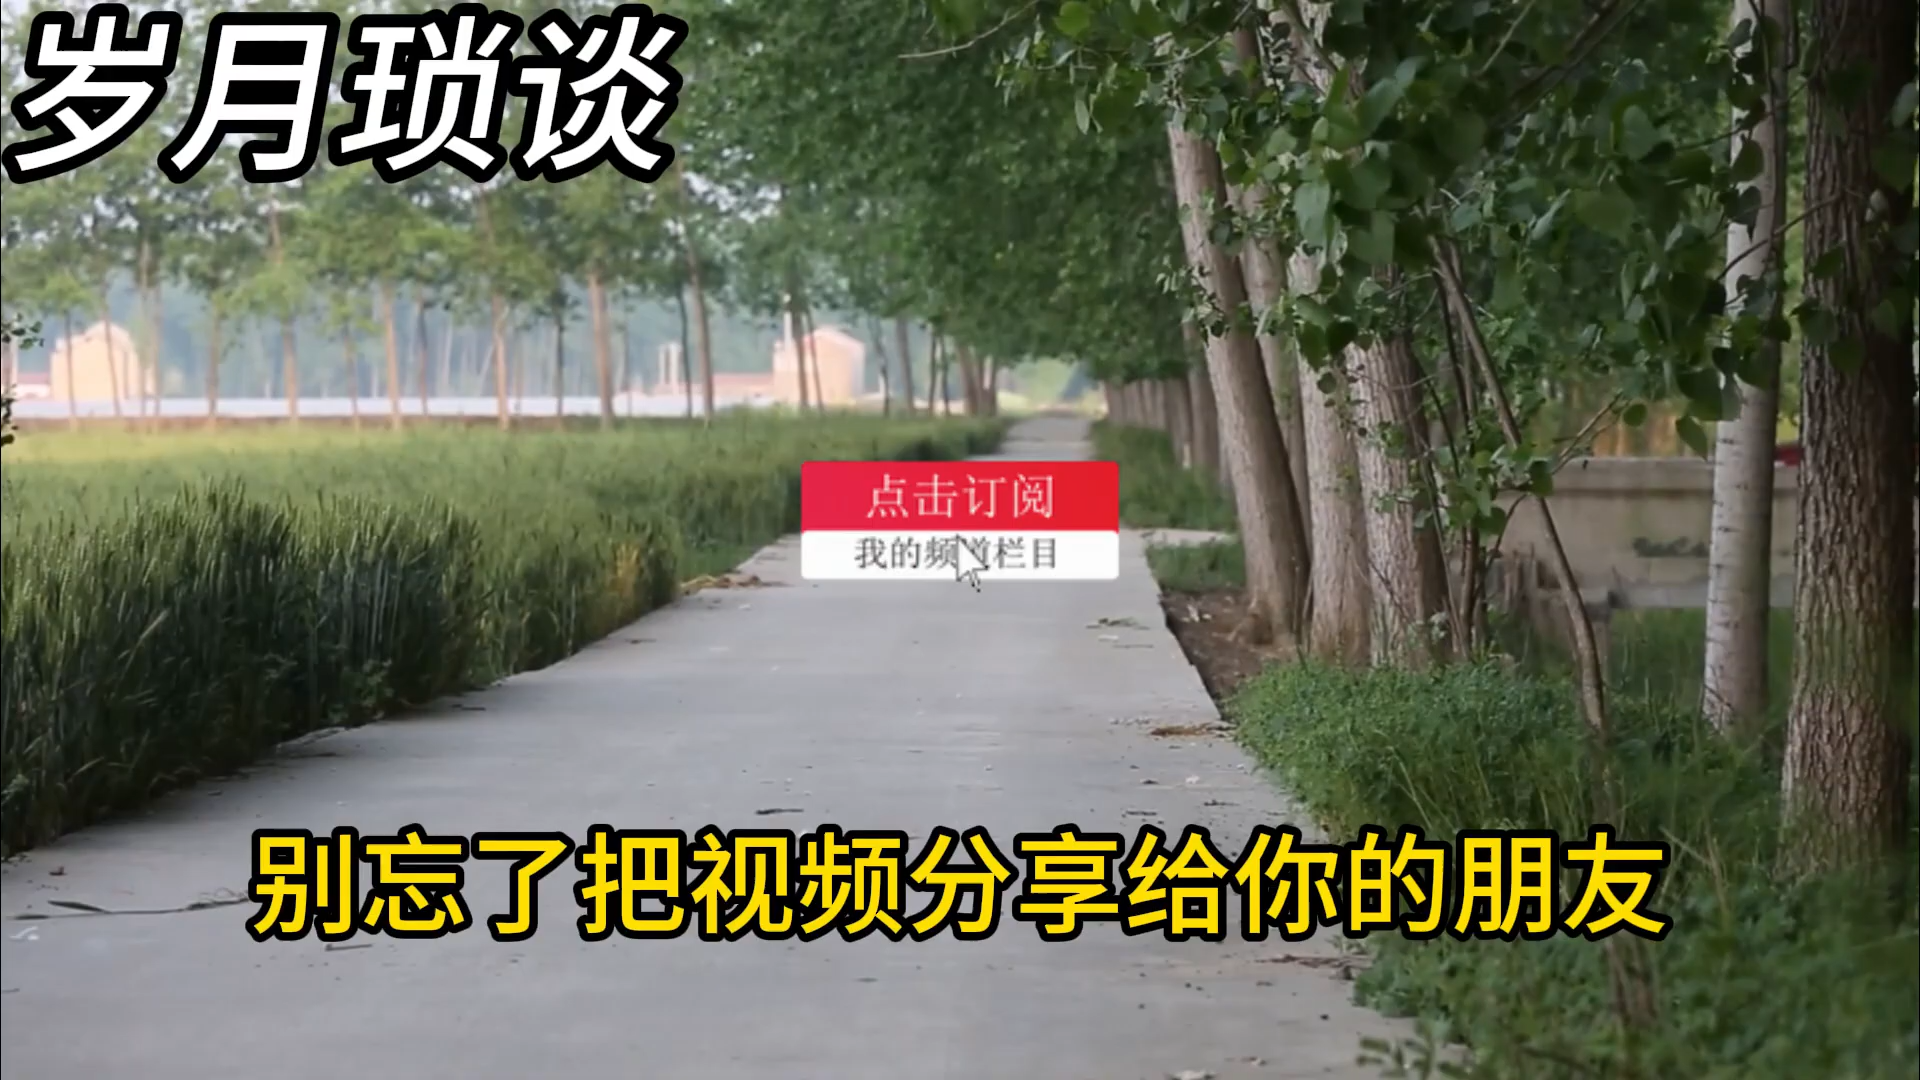 岁月琐谈
点击订阅
我的频道栏目
别忘了把视频分享给你的朋友